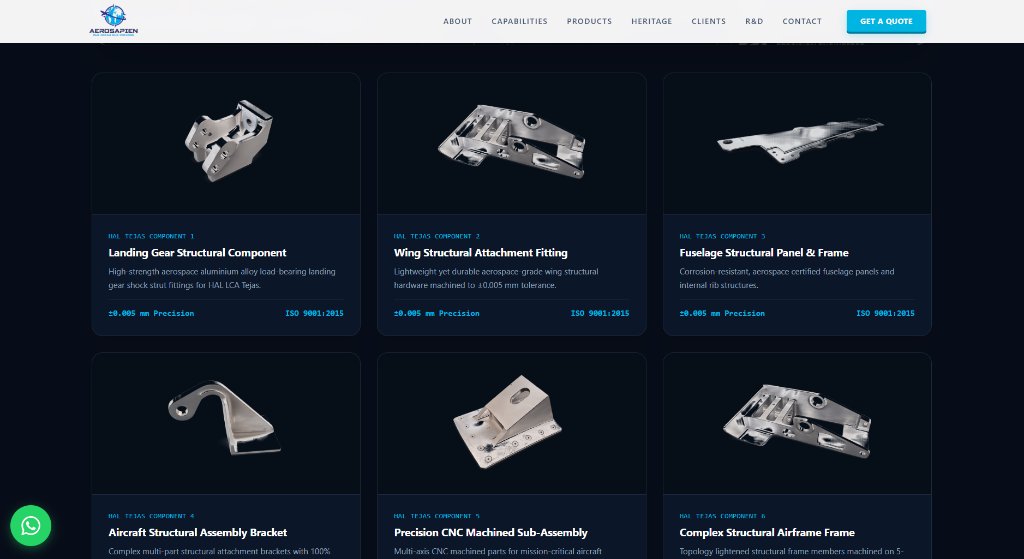 AEROSAPIEN
ABOUT
CAPABILITIES
PRODUCTS
HERITAGE
CLIENTS
R&D
CONTACT
GET A QUOTE
HAL TEJAS COMPONENT 1
Landing Gear Structural Component
High-strength aerospace aluminium alloy load-bearing landing
gear shock strut fittings for HAL LCA Tejas.
±0.005 mm Precision
ISO 9001:2015
HAL TEJAS COMPONENT 2
Wing Structural Attachment Fitting
Lightweight yet durable aerospace-grade wing structural
hardware machined to ±0.005 mm tolerance.
±0.005 mm Precision
ISO 9001:2015
HAL TEJAS COMPONENT 3
Fuselage Structural Panel & Frame
Corrosion-resistant, aerospace certified fuselage panels and
internal rib structures.
±0.005 mm Precision
ISO 9001:2015
HAL TEJAS COMPONENT 4
Aircraft Structural Assembly Bracket
Complex multi-part structural attachment brackets with 100%
HAL TEJAS COMPONENT 5
Precision CNC Machined Sub-Assembly
Multi-axis CNC machined parts for mission-critical aircraft
HAL TEJAS COMPONENT 6
Complex Structural Airframe Frame
Topology lightened structural frame members machined on 5-